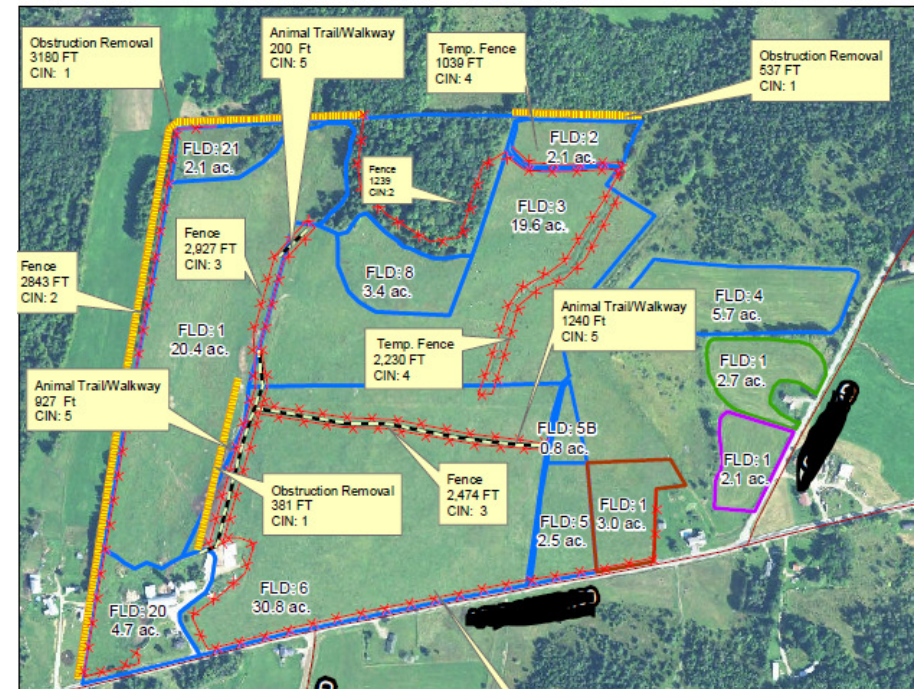 Obstruction Removal
3180 FT
CIN: 1
Animal Trail/Walkway
200 Ft
CIN: 5
Temp. Fence
1039 FT
CIN: 4
Obstruction Removal
537 FT
CIN: 1
FLD: 21
2.1 ac.
FLD: 2
2.1 ac.
Fence
1239
CIN:2
FLD: 3
19.6 ac.
Fence
2,927 FT
CIN: 3
Fence
2843 FT
CIN: 2
FLD: 8
3.4 ac.
FLD: 4
5.7 ac.
Animal Trail/Walkway
1240 Ft
CIN: 5
FLD: 1
20.4 ac.
Temp. Fence
2,230 FT
CIN: 4
FLD: 1
2.7 ac.
Animal Trail/Walkway
927 Ft
CIN: 5
FLD: 5B
0.8 ac.
FLD: 1
2.1 ac.
Obstruction Removal
381 FT
CIN: 1
Fence
2,474 FT
CIN: 3
FLD: 5
2.5 ac.
FLD: 1
3.0 ac.
FLD: 6
30.8 ac.
FLD: 20
4.7 ac.